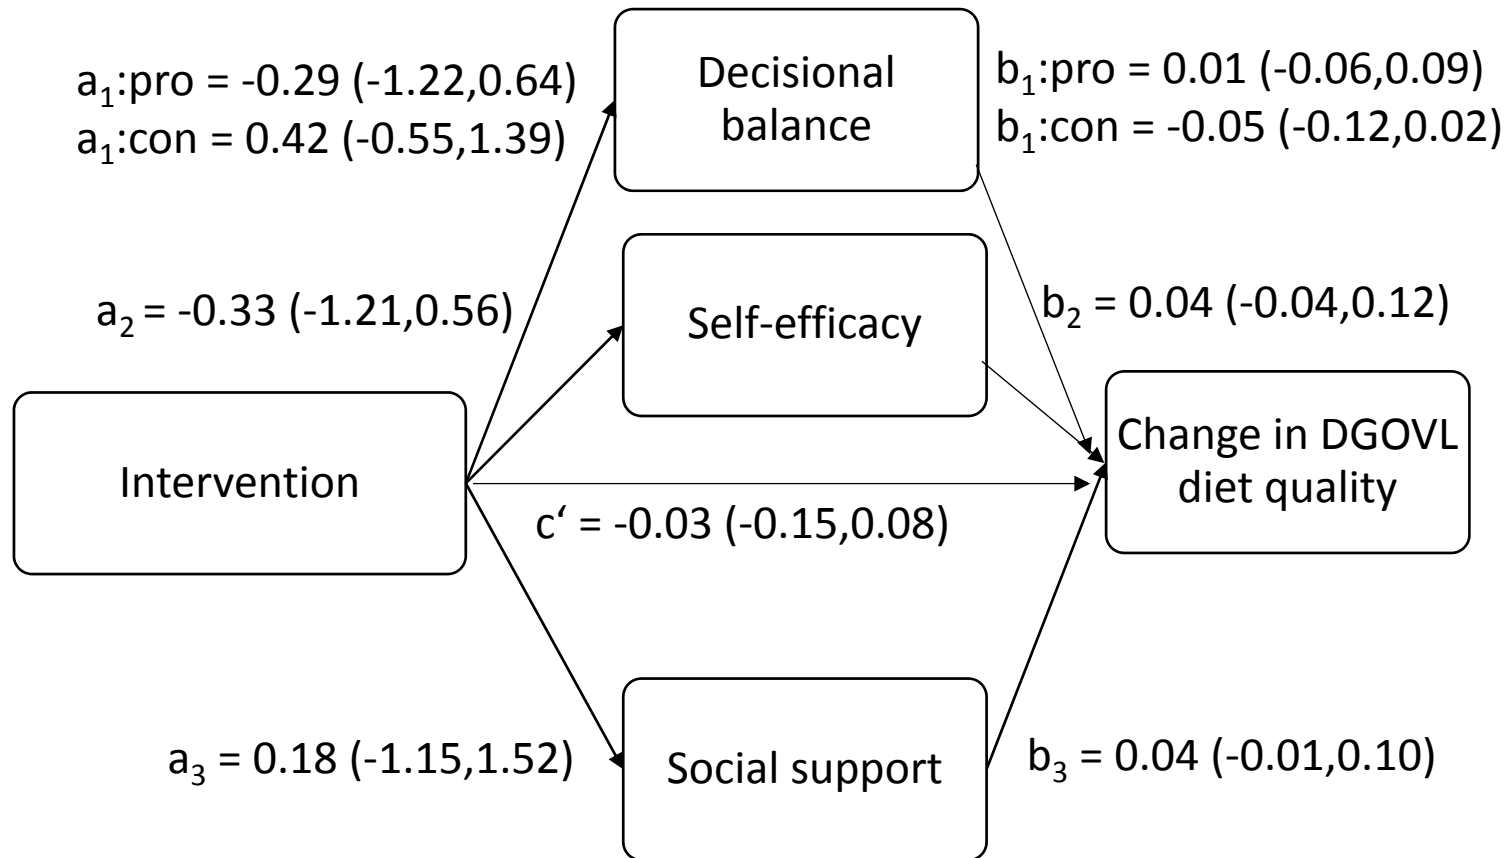 a₁:pro = -0.29 (-1.22,0.64)
a₁:con = 0.42 (-0.55,1.39)
Decisional
balance
b₁:pro = 0.01 (-0.06,0.09)
b₁:con = -0.05 (-0.12,0.02)
a₂ = -0.33 (-1.21,0.56)
Self-efficacy
b₂ = 0.04 (-0.04,0.12)
Intervention
Change in DGOVL
diet quality
c‘ = -0.03 (-0.15,0.08)
a₃ = 0.18 (-1.15,1.52)
Social support
b₃ = 0.04 (-0.01,0.10)